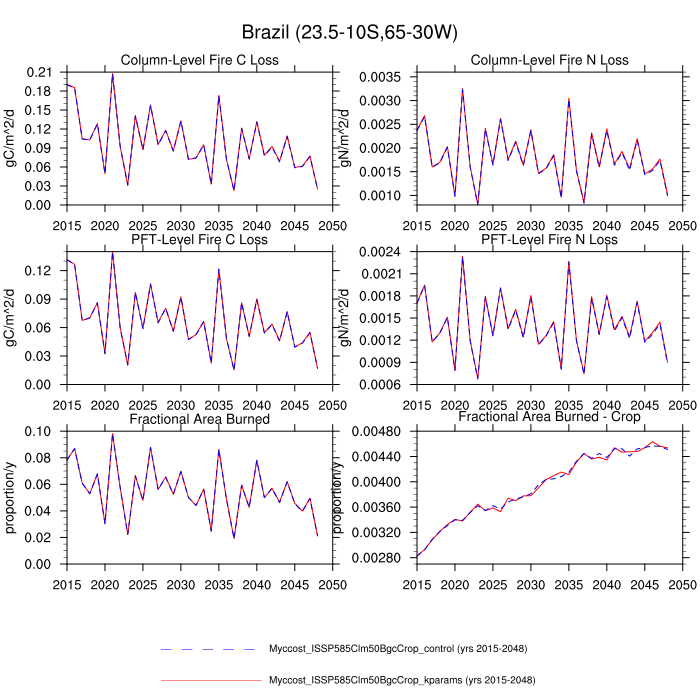 Brazil (23.5-10S,65-30W)
Column-Level Fire C Loss
gC/m^2/d
0.21
0.18
0.15
0.12
0.09
0.06
0.03
0.00
2015 2020 2025 2030 2035 2040 2045 2050
Column-Level Fire N Loss
gN/m^2/d
0.0035
0.0030
0.0025
0.0020
0.0015
0.0010
2015 2020 2025 2030 2035 2040 2045 2050
PFT-Level Fire C Loss
gC/m^2/d
0.12
0.09
0.06
0.03
0.00
2015 2020 2025 2030 2035 2040 2045 2050
PFT-Level Fire N Loss
gN/m^2/d
0.0024
0.0021
0.0018
0.0015
0.0012
0.0009
0.0006
2015 2020 2025 2030 2035 2040 2045 2050
Fractional Area Burned
proportion/y
0.10
0.08
0.06
0.04
0.02
0.00
2015 2020 2025 2030 2035 2040 2045 2050
Fractional Area Burned - Crop
proportion/y
0.00480
0.00440
0.00400
0.00360
0.00320
0.00280
2015 2020 2025 2030 2035 2040 2045 2050
Myccost_ISSP585Clm50BgcCrop_control (yrs 2015-2048)
Myccost_ISSP585Clm50BgcCrop_kparams (yrs 2015-2048)